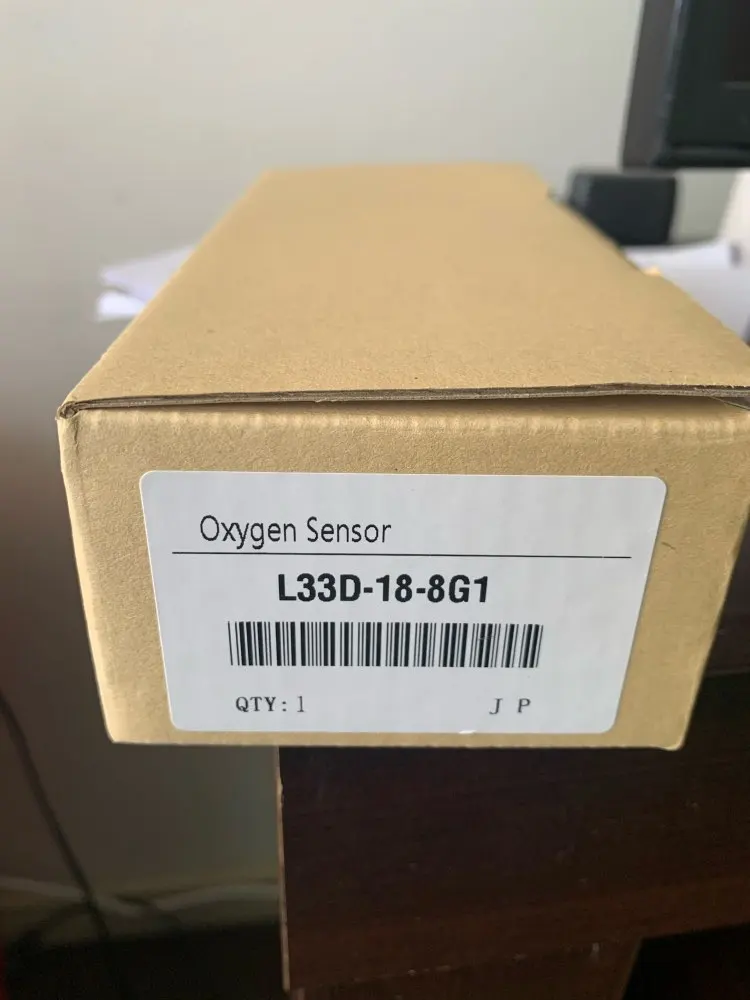 Oxygen Sensor
L33D-18-8G1
QTY: 1 J P